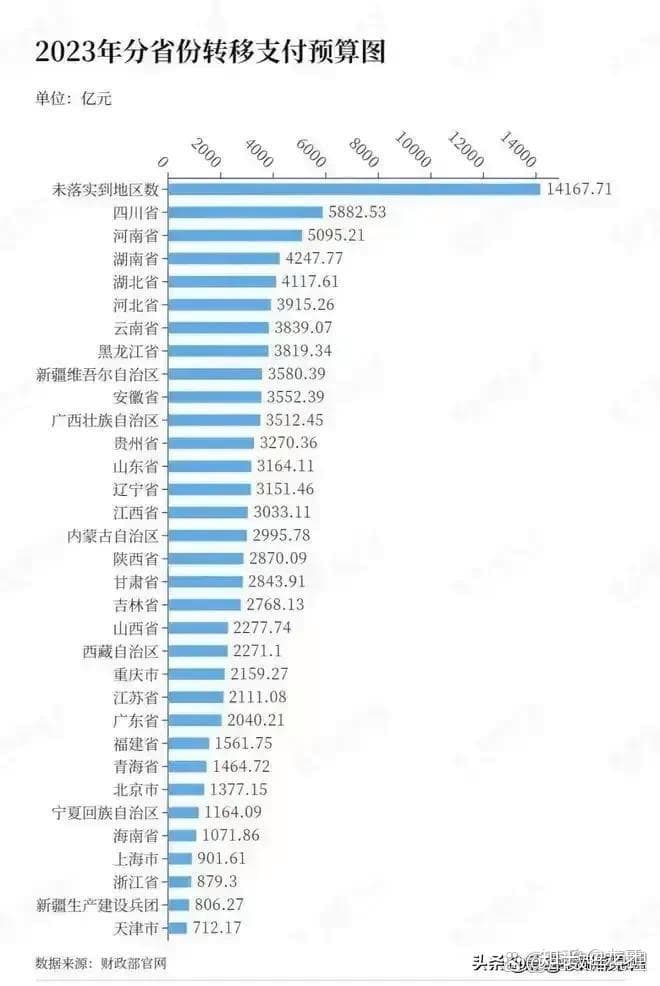 2023年分省份转移支付预算图
单位：亿元
0 2000 4000 6000 8000 10000 12000 14000
未落实到地区数 14167.71
四川省 5882.53
河南省 5095.21
湖南省 4247.77
湖北省 4117.61
河北省 3915.26
云南省 3839.07
黑龙江省 3819.34
新疆维吾尔自治区 3580.39
安徽省 3552.39
广西壮族自治区 3512.45
贵州省 3270.36
山东省 3164.11
辽宁省 3151.46
江西省 3033.11
内蒙古自治区 2995.78
陕西省 2870.09
甘肃省 2843.91
吉林省 2768.13
山西省 2277.74
西藏自治区 2271.1
重庆市 2159.27
江苏省 2111.08
广东省 2040.21
福建省 1561.75
青海省 1464.72
北京市 1377.15
宁夏回族自治区 1164.09
海南省 1071.86
上海市 901.61
浙江省 879.3
新疆生产建设兵团 806.27
天津市 712.17
数据来源：财政部官网
头条 知乎